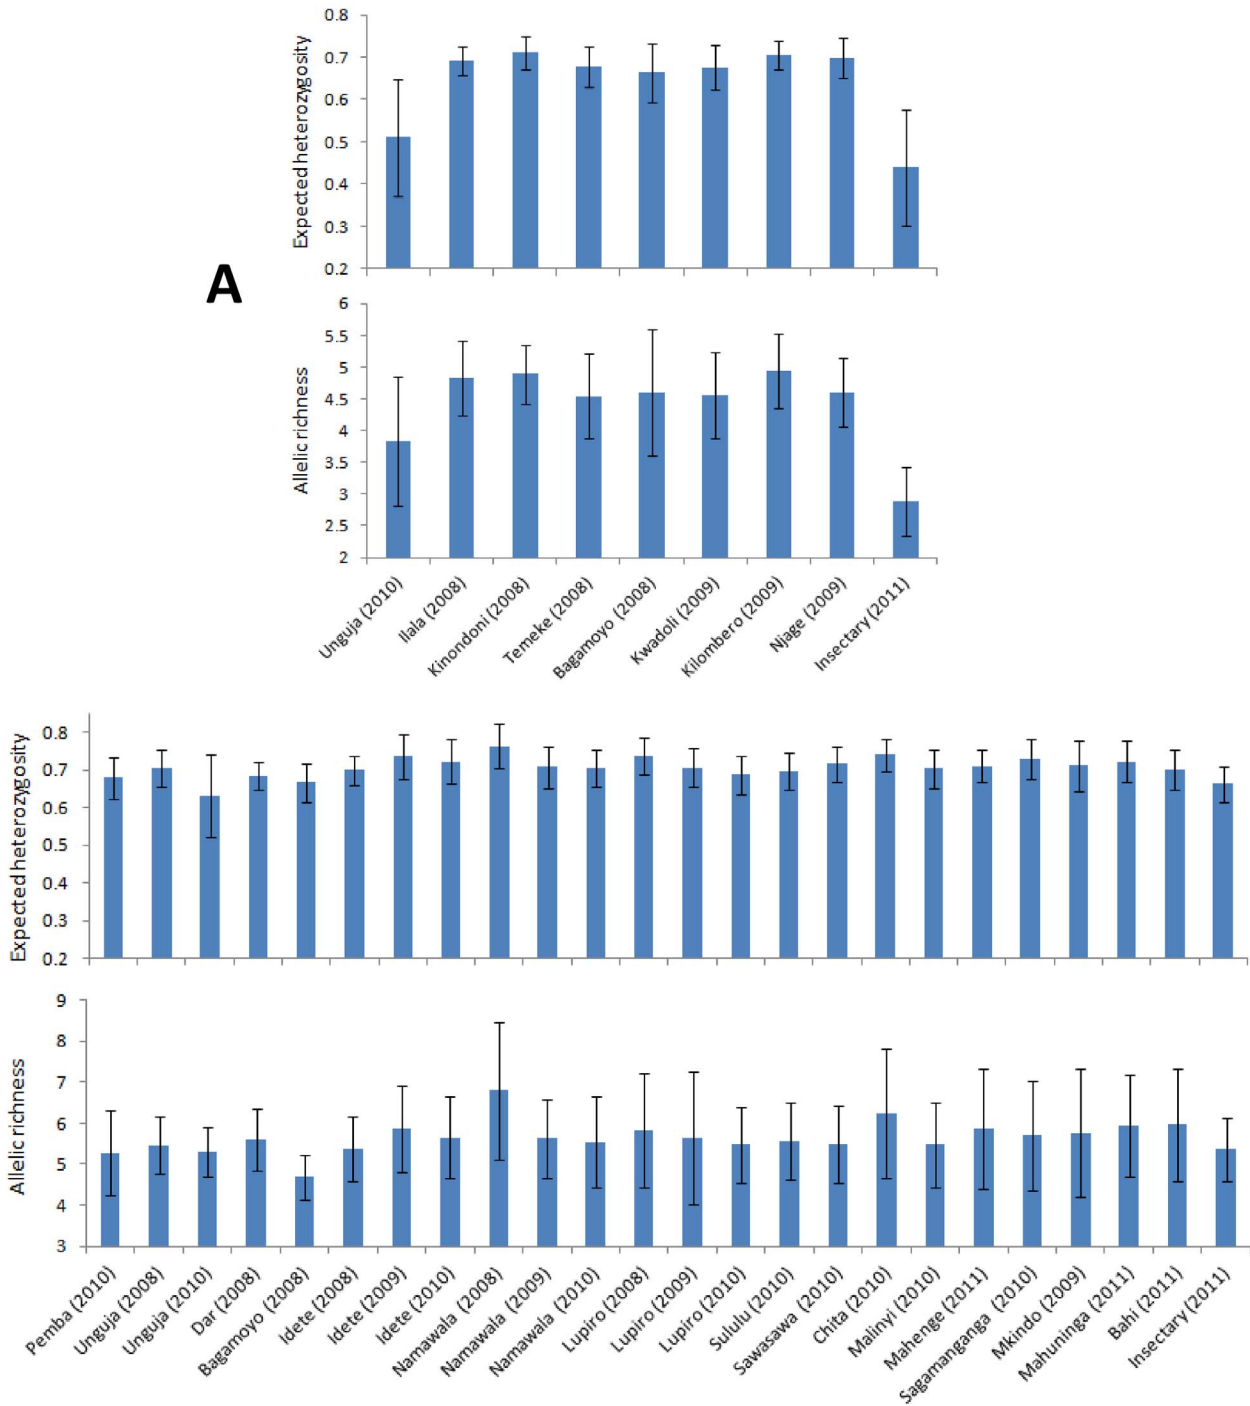 0.8
0.7
0.6
0.5
0.4
0.3
0.2
Expected heterozygosity
A
6
5.5
5
4.5
4
3.5
3
2.5
2
Allelic richness
Unguja (2010)
Ilala (2008)
Kinondoni (2008)
Temeke (2008)
Bagamoyo (2008)
Kwadoli (2009)
Kilombero (2009)
Njage (2009)
Insectary (2011)
0.8
0.7
0.6
0.5
0.4
0.3
0.2
Expected heterozygosity
9
8
7
6
5
4
3
Allelic richness
Pemba (2010)
Unguja (2008)
Unguja (2010)
Dar (2008)
Bagamoyo (2008)
Idete (2008)
Idete (2009)
Idete (2010)
Namawala (2008)
Namawala (2009)
Namawala (2010)
Lupiro (2008)
Lupiro (2009)
Lupiro (2010)
Sululu (2010)
Sawasawa (2010)
Chita (2010)
Malinyi (2010)
Mahenge (2011)
Sagamanganga (2010)
Mkindo (2009)
Mahuninga (2011)
Bahi (2011)
Insectary (2011)